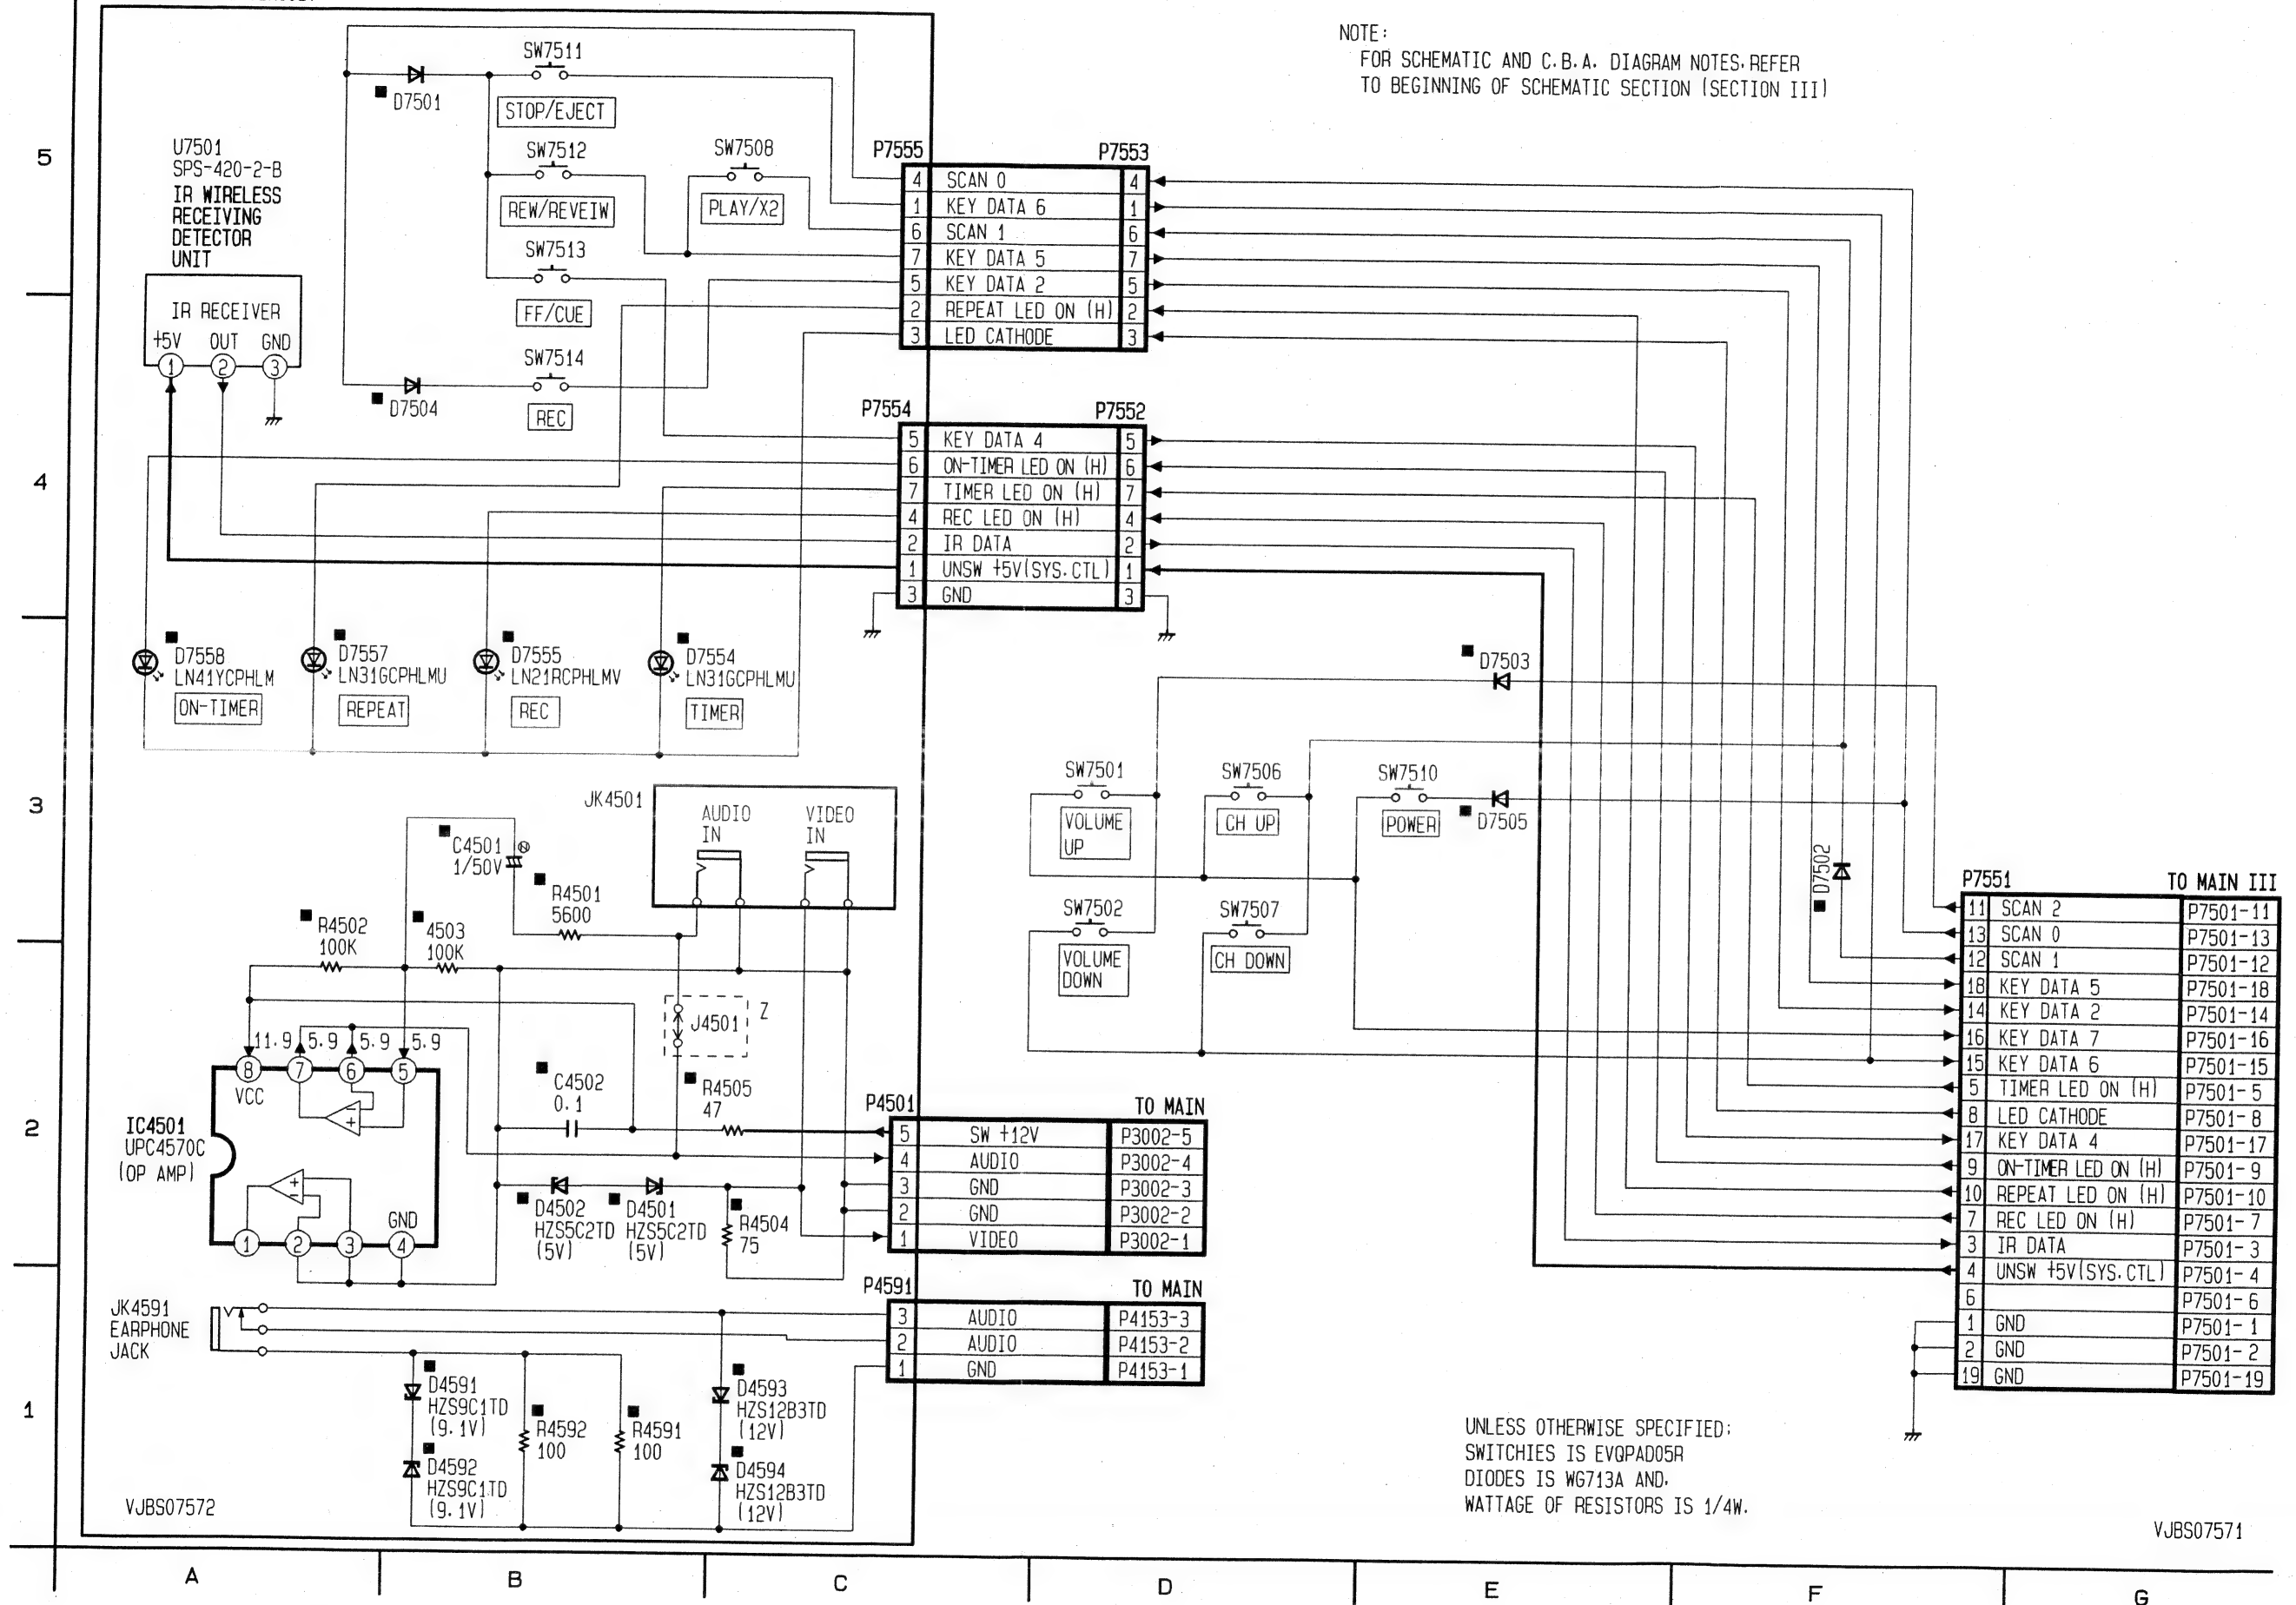 NOTE:
FOR SCHEMATIC AND C.B.A. DIAGRAM NOTES, REFER
TO BEGINNING OF SCHEMATIC SECTION (SECTION III)
5
4
3
2
1
U7501
SPS-420-2-B
IR WIRELESS
RECEIVING
DETECTOR
UNIT
IR RECEIVER
+5V OUT GND
1 2 3
D7501
SW7511
STOP/EJECT
SW7512
REW/REVEIW
SW7508
PLAY/X2
SW7513
FF/CUE
SW7514
REC
D7504
P7555 P7553
4 SCAN 0 4
1 KEY DATA 6 1
6 SCAN 1 6
7 KEY DATA 5 7
5 KEY DATA 2 5
2 REPEAT LED ON (H) 2
3 LED CATHODE 3
P7554 P7552
5 KEY DATA 4 5
6 ON-TIMER LED ON (H) 6
7 TIMER LED ON (H) 7
4 REC LED ON (H) 4
2 IR DATA 2
1 UNSW +5V(SYS.CTL) 1
3 GND 3
D7558
LN41YCPHLM
ON-TIMER
D7557
LN31GCPHLMU
REPEAT
D7555
LN21RCPHLMV
REC
D7554
LN31GCPHLMU
TIMER
D7503
SW7501
VOLUME
UP
SW7506
CH UP
SW7510
POWER
D7505
D7502
SW7502
VOLUME
DOWN
SW7507
CH DOWN
JK4501
AUDIO
IN
VIDEO
IN
C4501
1/50V
N
R4501
5600
R4502
100K
4503
100K
J4501
Z
11.9 5.9 5.9 5.9
8 7 6 5
VCC
IC4501
UPC4570C
(OP AMP)
GND
1 2 3 4
C4502
0.1
R4505
47
D4502
HZS5C2TD
(5V)
D4501
HZS5C2TD
(5V)
R4504
75
P4501 TO MAIN
5 SW +12V P3002-5
4 AUDIO P3002-4
3 GND P3002-3
2 GND P3002-2
1 VIDEO P3002-1
P4591 TO MAIN
3 AUDIO P4153-3
2 AUDIO P4153-2
1 GND P4153-1
JK4591
EARPHONE
JACK
D4591
HZS9C1TD
(9.1V)
D4592
HZS9C1TD
(9.1V)
R4592
100
R4591
100
D4593
HZS12B3TD
(12V)
D4594
HZS12B3TD
(12V)
VJBS07572
P7551 TO MAIN III
11 SCAN 2 P7501-11
13 SCAN 0 P7501-13
12 SCAN 1 P7501-12
18 KEY DATA 5 P7501-18
14 KEY DATA 2 P7501-14
16 KEY DATA 7 P7501-16
15 KEY DATA 6 P7501-15
5 TIMER LED ON (H) P7501-5
8 LED CATHODE P7501-8
17 KEY DATA 4 P7501-17
9 ON-TIMER LED ON (H) P7501-9
10 REPEAT LED ON (H) P7501-10
7 REC LED ON (H) P7501-7
3 IR DATA P7501-3
4 UNSW +5V(SYS.CTL) P7501-4
6 P7501-6
1 GND P7501-1
2 GND P7501-2
19 GND P7501-19
UNLESS OTHERWISE SPECIFIED;
SWITCHIES IS EVQPAD05R
DIODES IS WG713A AND,
WATTAGE OF RESISTORS IS 1/4W.
VJBS07571
A B C D E F G